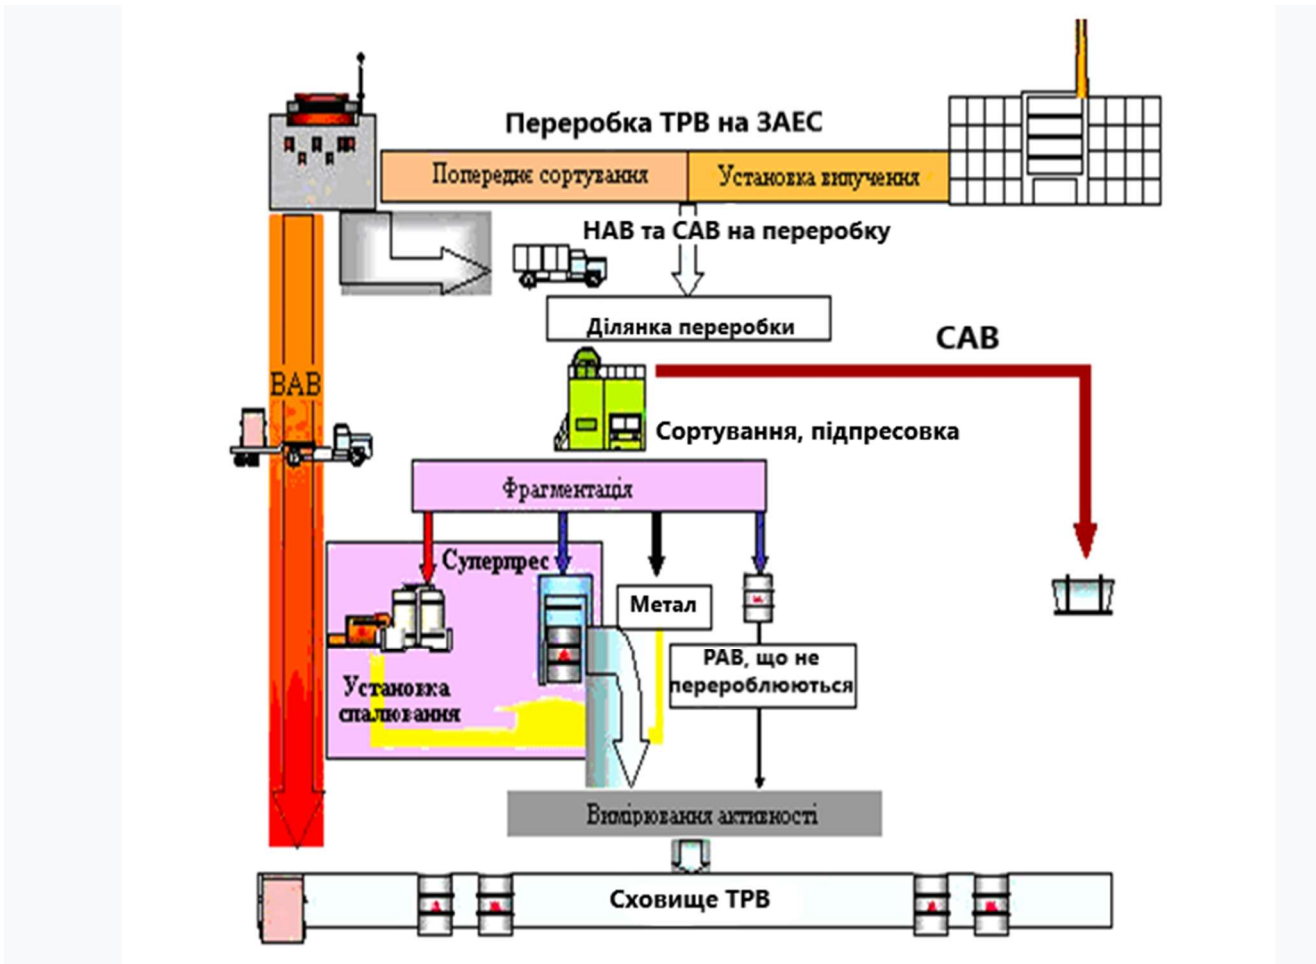 Переробка ТРВ на ЗАЕС
Попереднє сортування
Установка вилучення
НАВ та САВ на переробку
Ділянка переробки
САВ
ВАВ
Сортування, підпресовка
Фрагментація
Суперпрес
Метал
РАВ, що не
перероблюються
Установка
спалювання
Вимірювання активності
Сховище ТРВ